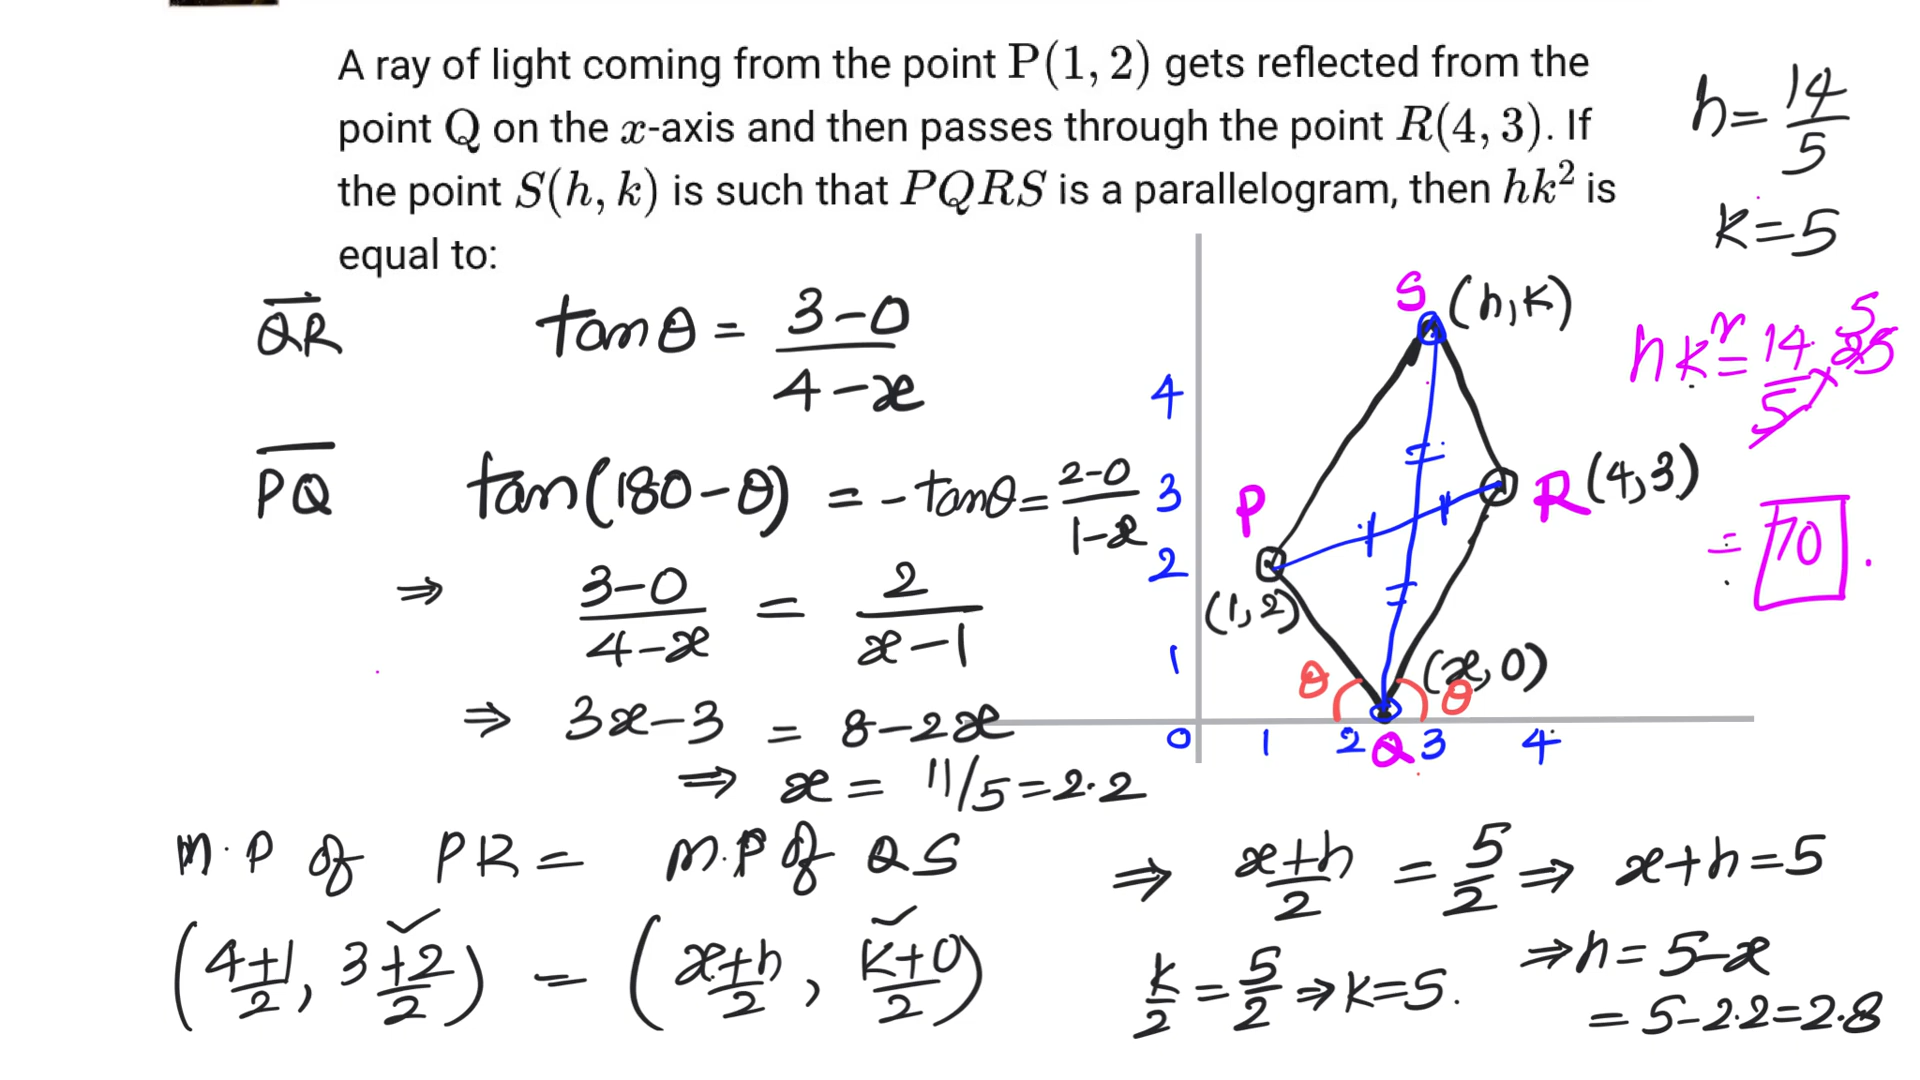 A ray of light coming from the point P(1, 2) gets reflected from the
point Q on the x-axis and then passes through the point R(4, 3). If
the point S(h, k) is such that PQRS is a parallelogram, then hk² is
equal to:
QR tanθ = (3-0)/(4-x)
PQ tan(180-θ) = -tanθ = (2-0)/(1-x)
⇒ (3-0)/(4-x) = 2/(x-1)
⇒ 3x-3 = 8-2x
⇒ x = 11/5 = 2.2
M.P of PR = M.P of QS
((4+1)/2, (3+2)/2) = ((x+h)/2, (k+0)/2)
⇒ (x+h)/2 = 5/2 ⇒ x+h=5
k/2 = 5/2 ⇒ k=5. ⇒ h = 5-x
= 5-2.2=2.8
S (h,k)
P
(1,2)
R (4,3)
(x,0)
θ θ
Q
4
3
2
1
0 1 2 3 4
h = 14/5
k=5
hk² = 14/5 × 25 5
= 70.